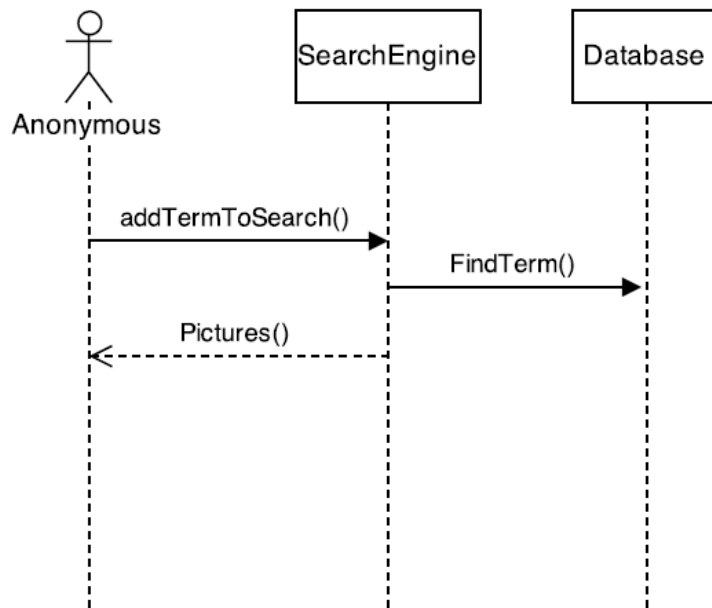 SearchEngine
Database
Anonymous
addTermToSearch()
FindTerm()
Pictures()